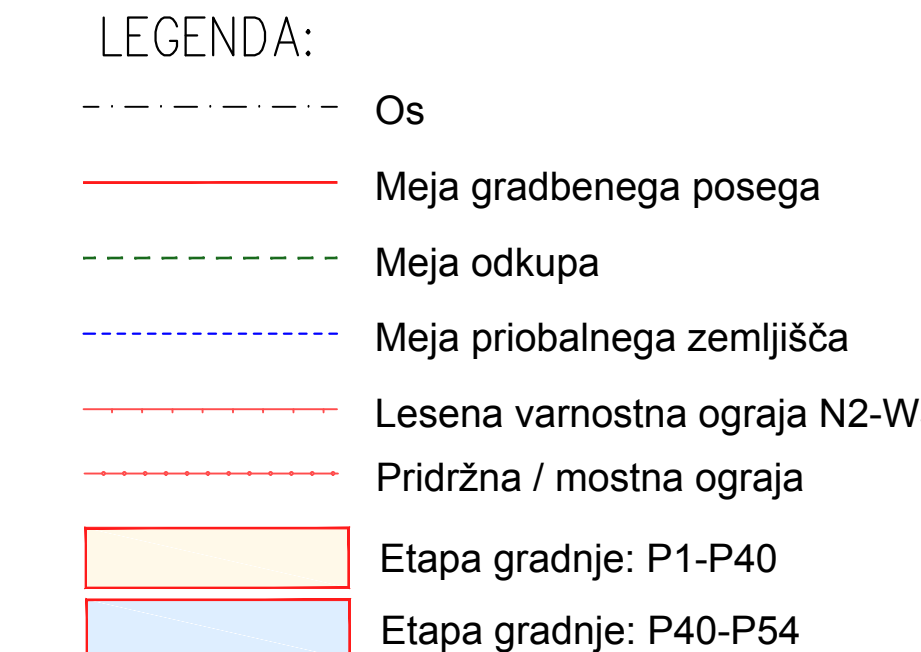 LEGENDA:
Os
Meja gradbenega posega
Meja odkupa
Meja priobalnega zemljišča
Lesena varnostna ograja N2-W
Pridržna / mostna ograja
Etapa gradnje: P1-P40
Etapa gradnje: P40-P54